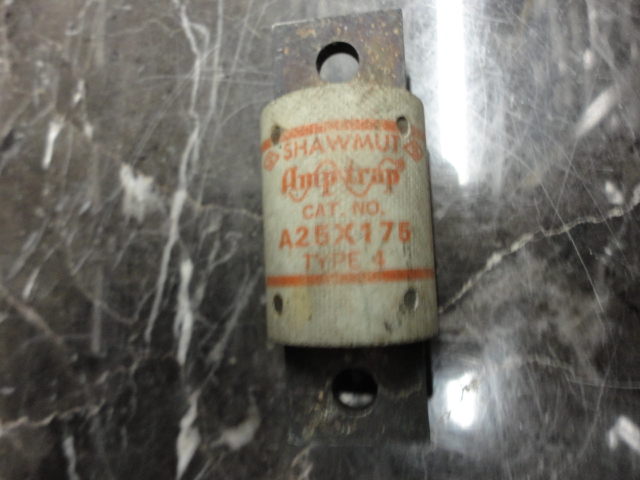 SHAWMUT
Amp-trap
CAT. NO.
A25X175
TYPE 4